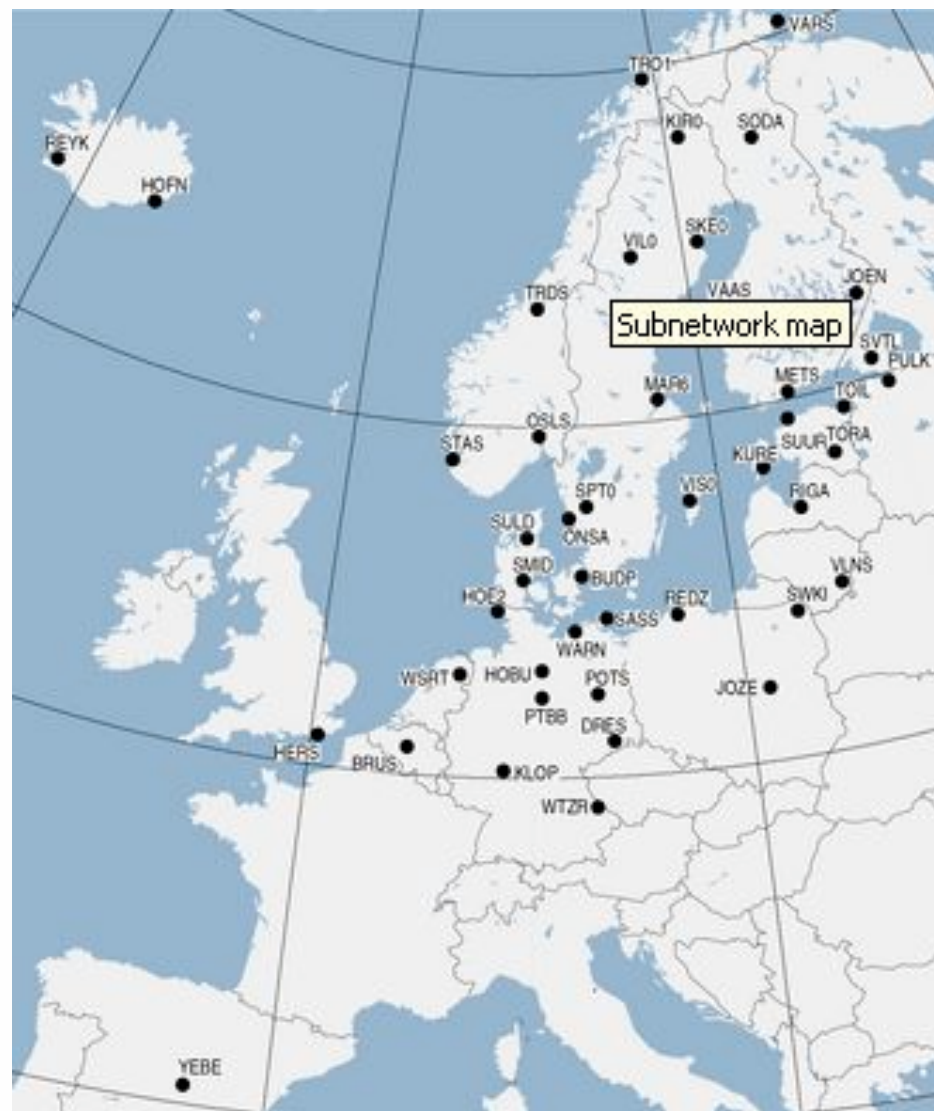 VARS
TRO1
KIR0
SODA
REYK
HOFN
SKE0
VIL0
JOEN
VAAS
TRDS
Subnetwork map
SVTL
PULK
METS
MAR6
TOIL
OSLS
STAS
SUUR
TORA
KURE
VIS0
SPT0
RIGA
SULD
ONSA
SMID
BUDP
VLNS
HOE2
REDZ
SWKI
SASS
WARN
WSRT
HOBU
POTS
JOZE
PTBB
DRES
HERS
BRUS
KLOP
WTZR
YEBE